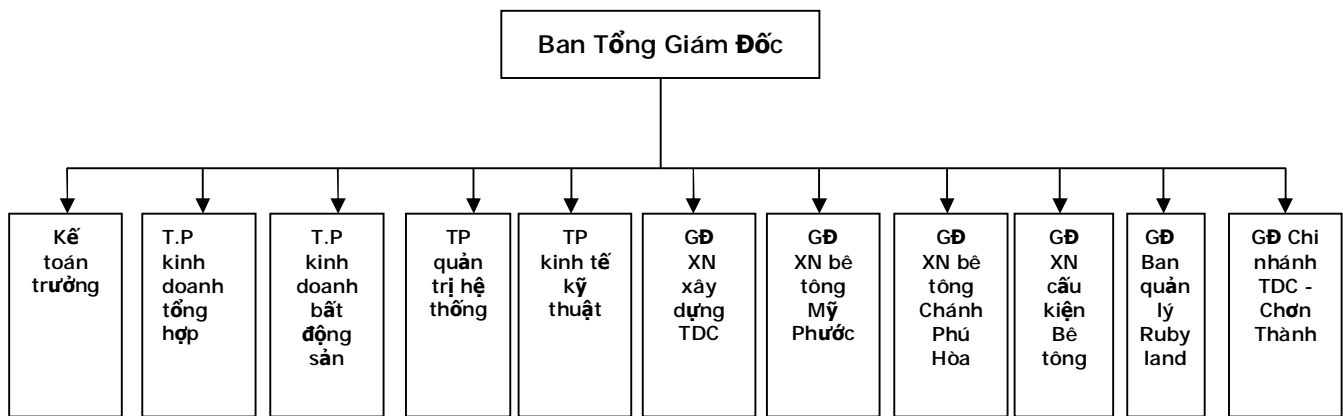 Ban Tổng Giám Đốc
Kế
toán
trưởng
T.P
kinh
doanh
tổng
hợp
T.P
kinh
doanh
bất
động
sản
TP
quản
trị hệ
thống
TP
kinh tế
kỹ
thuật
GĐ
XN
xây
dựng
TDC
GĐ
XN bê
tông
Mỹ
Phước
GĐ
XN bê
tông
Chánh
Phú
Hòa
GĐ
XN
cấu
kiện
Bê
tông
GĐ
Ban
quản
lý
Ruby
land
GĐ Chi
nhánh
TDC -
Chơn
Thành